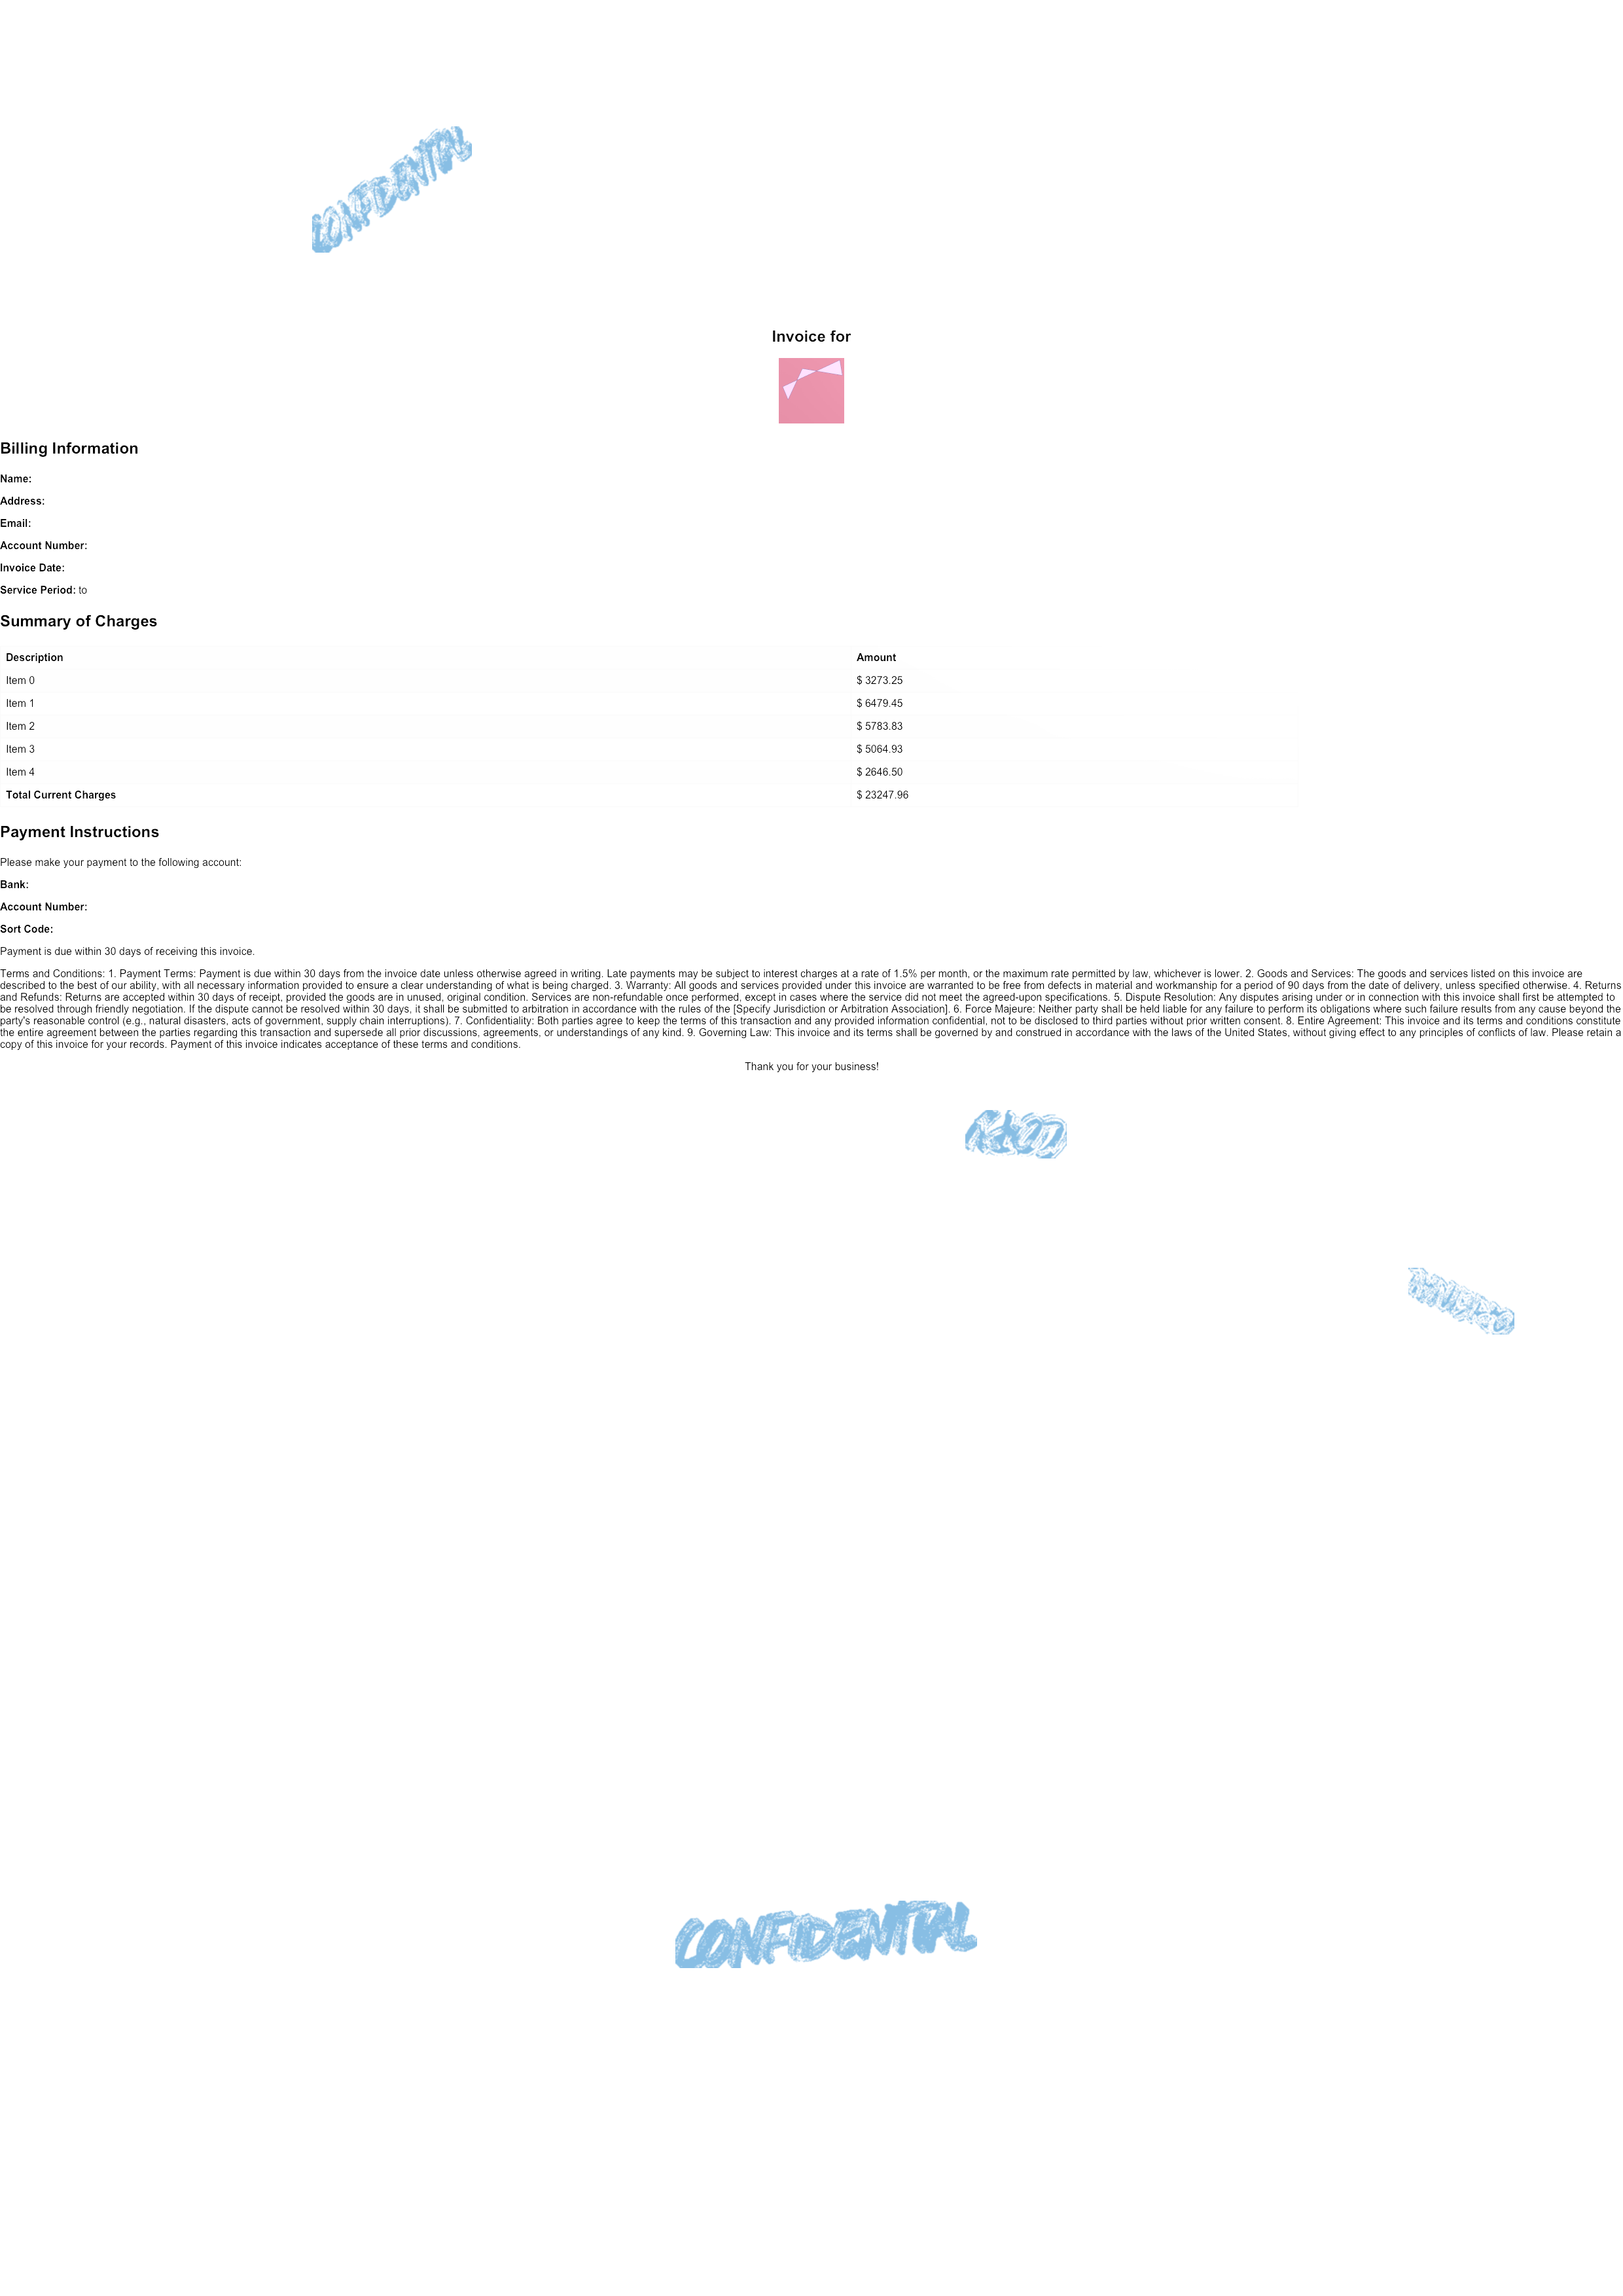 CONFIDENTIAL
Invoice for
Billing Information
Name:
Address:
Email:
Account Number:
Invoice Date:
Service Period: to
Summary of Charges
Description Amount
Item 0 $ 3273.25
Item 1 $ 6479.45
Item 2 $ 5783.83
Item 3 $ 5064.93
Item 4 $ 2646.50
Total Current Charges $ 23247.96
Payment Instructions
Please make your payment to the following account:
Bank:
Account Number:
Sort Code:
Payment is due within 30 days of receiving this invoice.
Terms and Conditions: 1. Payment Terms: Payment is due within 30 days from the invoice date unless otherwise agreed in writing. Late payments may be subject to interest charges at a rate of 1.5% per month, or the maximum rate permitted by law, whichever is lower. 2. Goods and Services: The goods and services listed on this invoice are
described to the best of our ability, with all necessary information provided to ensure a clear understanding of what is being charged. 3. Warranty: All goods and services provided under this invoice are warranted to be free from defects in material and workmanship for a period of 90 days from the date of delivery, unless specified otherwise. 4. Returns
and Refunds: Returns are accepted within 30 days of receipt, provided the goods are in unused, original condition. Services are non-refundable once performed, except in cases where the service did not meet the agreed-upon specifications. 5. Dispute Resolution: Any disputes arising under or in connection with this invoice shall first be attempted to
be resolved through friendly negotiation. If the dispute cannot be resolved within 30 days, it shall be submitted to arbitration in accordance with the rules of the [Specify Jurisdiction or Arbitration Association]. 6. Force Majeure: Neither party shall be held liable for any failure to perform its obligations where such failure results from any cause beyond the
party's reasonable control (e.g., natural disasters, acts of government, supply chain interruptions). 7. Confidentiality: Both parties agree to keep the terms of this transaction and any provided information confidential, not to be disclosed to third parties without prior written consent. 8. Entire Agreement: This invoice and its terms and conditions constitute
the entire agreement between the parties regarding this transaction and supersede all prior discussions, agreements, or understandings of any kind. 9. Governing Law: This invoice and its terms shall be governed by and construed in accordance with the laws of the United States, without giving effect to any principles of conflicts of law. Please retain a
copy of this invoice for your records. Payment of this invoice indicates acceptance of these terms and conditions.
Thank you for your business!
CONFIDENTIAL